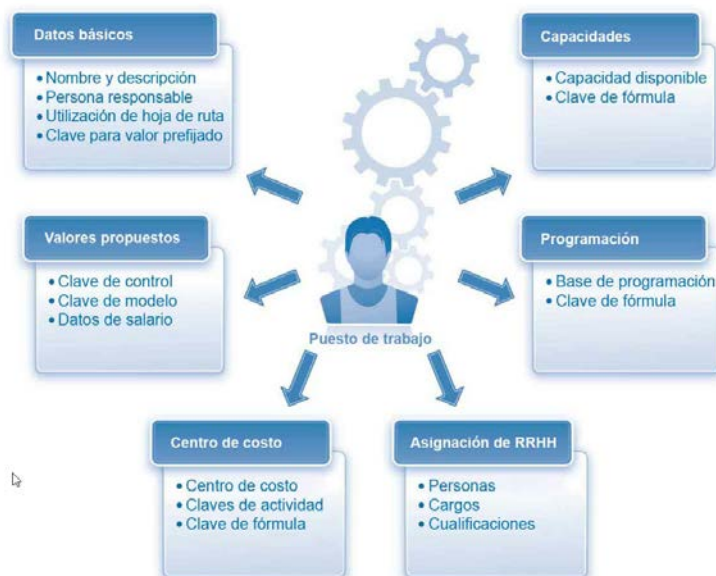 Datos básicos
• Nombre y descripción
• Persona responsable
• Utilización de hoja de ruta
• Clave para valor prefijado
Capacidades
• Capacidad disponible
• Clave de fórmula
Valores propuestos
• Clave de control
• Clave de modelo
• Datos de salario
Programación
• Base de programación
• Clave de fórmula
Puesto de trabajo
Centro de costo
• Centro de costo
• Claves de actividad
• Clave de fórmula
Asignación de RRHH
• Personas
• Cargos
• Cualificaciones